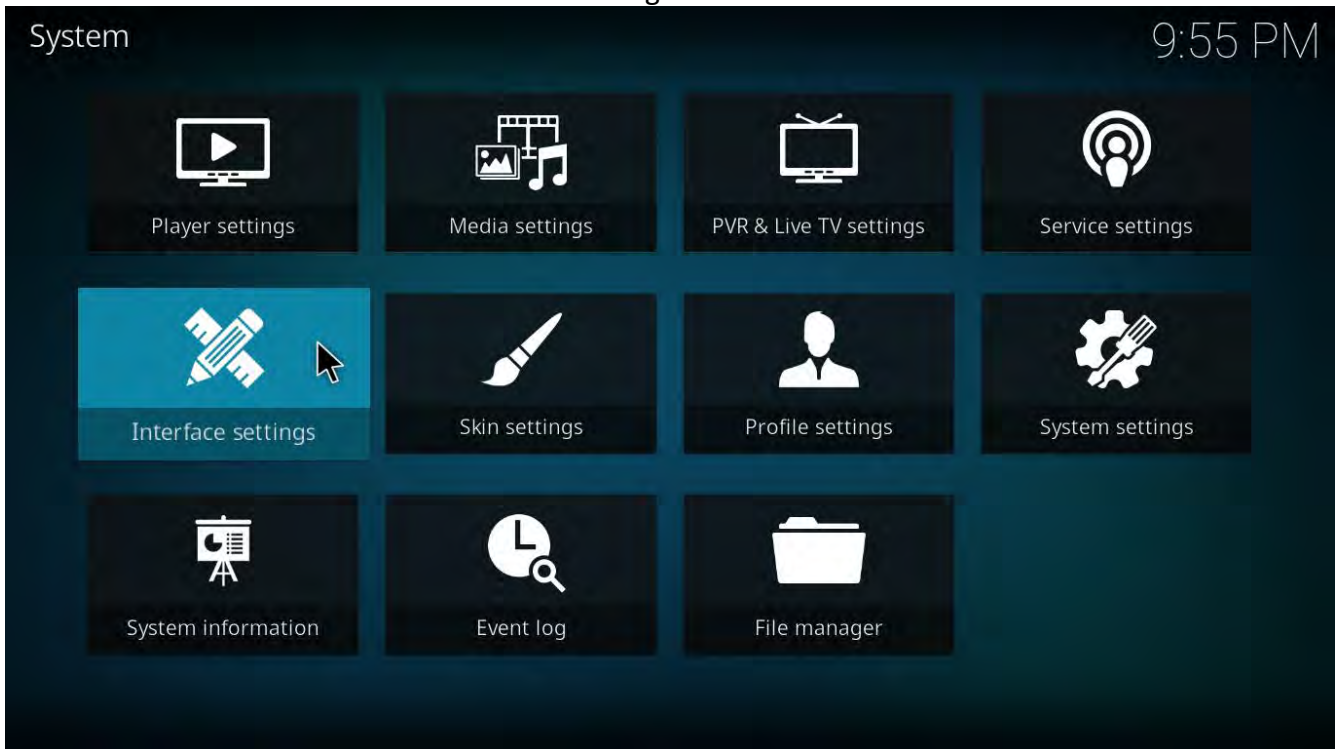 System
9:55 PM
Player settings
Media settings
PVR & Live TV settings
Service settings
Interface settings
Skin settings
Profile settings
System settings
System information
Event log
File manager